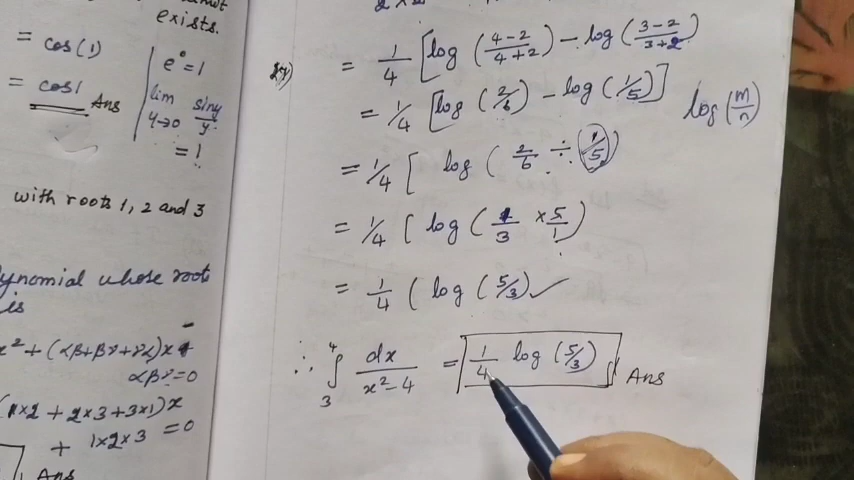 exists.
= cos(1)
= cos1 Ans
e⁰ = 1
lim siny/y
y→0
= 1
with roots 1, 2 and 3
whose roots
is
x² + (αβ+βγ+γα)x -
αβγ=0
(1×2 + 2×3 + 3×1)x
+ 1×2×3 = 0
Ans
27)
= 1/4 [log ((4-2)/(4+2)) - log ((3-2)/(3+2))]
= 1/4 [log (2/6) - log (1/5)] log (m/n)
= 1/4 [ log ( 2/6 ÷ 1/5 )
= 1/4 [ log ( 1/3 × 5/1 )
= 1/4 ( log (5/3) ✓
∴ ∫₃⁴ dx/(x²-4) = 1/4 log (5/3) Ans